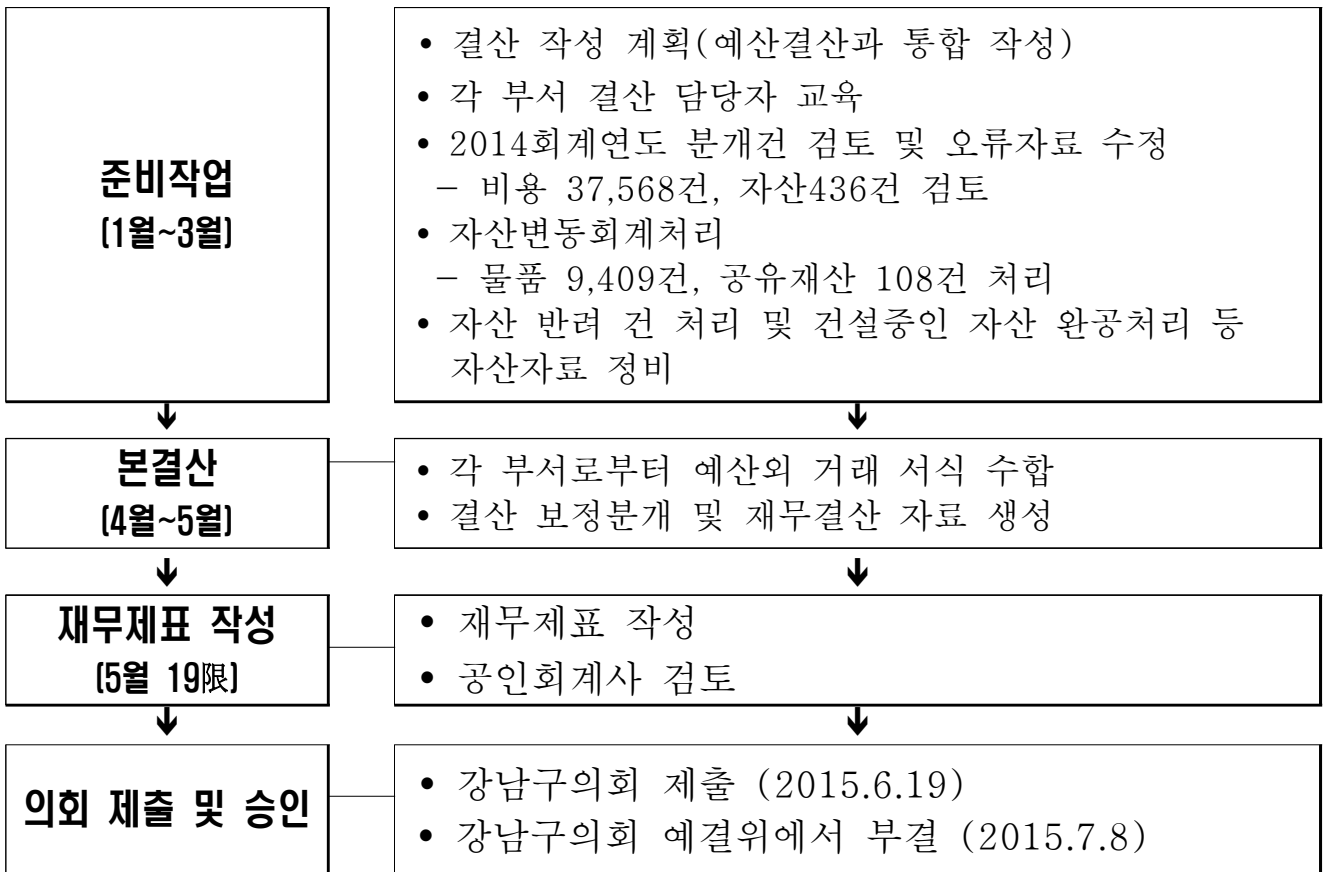 준비작업
(1월~3월)
• 결산 작성 계획(예산결산과 통합 작성)
• 각 부서 결산 담당자 교육
• 2014회계연도 분개건 검토 및 오류자료 수정
- 비용 37,568건, 자산436건 검토
• 자산변동회계처리
- 물품 9,409건, 공유재산 108건 처리
• 자산 반려 건 처리 및 건설중인 자산 완공처리 등
자산자료 정비
본결산
(4월~5월)
• 각 부서로부터 예산외 거래 서식 수합
• 결산 보정분개 및 재무결산 자료 생성
재무제표 작성
(5월 19限)
• 재무제표 작성
• 공인회계사 검토
의회 제출 및 승인
• 강남구의회 제출 (2015.6.19)
• 강남구의회 예결위에서 부결 (2015.7.8)